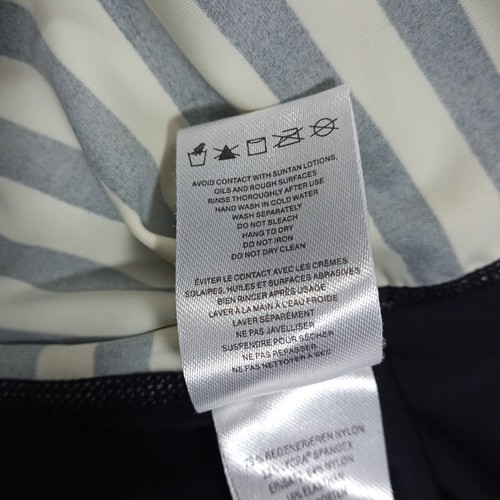 AVOID CONTACT WITH SUNTAN LOTIONS,
OILS AND ROUGH SURFACES
RINSE THOROUGHLY AFTER USE
HAND WASH IN COLD WATER
WASH SEPARATELY
DO NOT BLEACH
HANG TO DRY
DO NOT IRON
DO NOT DRY CLEAN
ÉVITER LE CONTACT AVEC LES CRÈMES
SOLAIRES, HUILES ET SURFACES ABRASIVES
BIEN RINCER APRÈS USAGE
LAVER À LA MAIN À L'EAU FROIDE
LAVER SÉPARÉMENT
NE PAS JAVELLISER
SUSPENDRE POUR SÉCHER
NE PAS REPASSER
NE PAS NETTOYER À SEC
NYLON
SPANDEX
NYLON